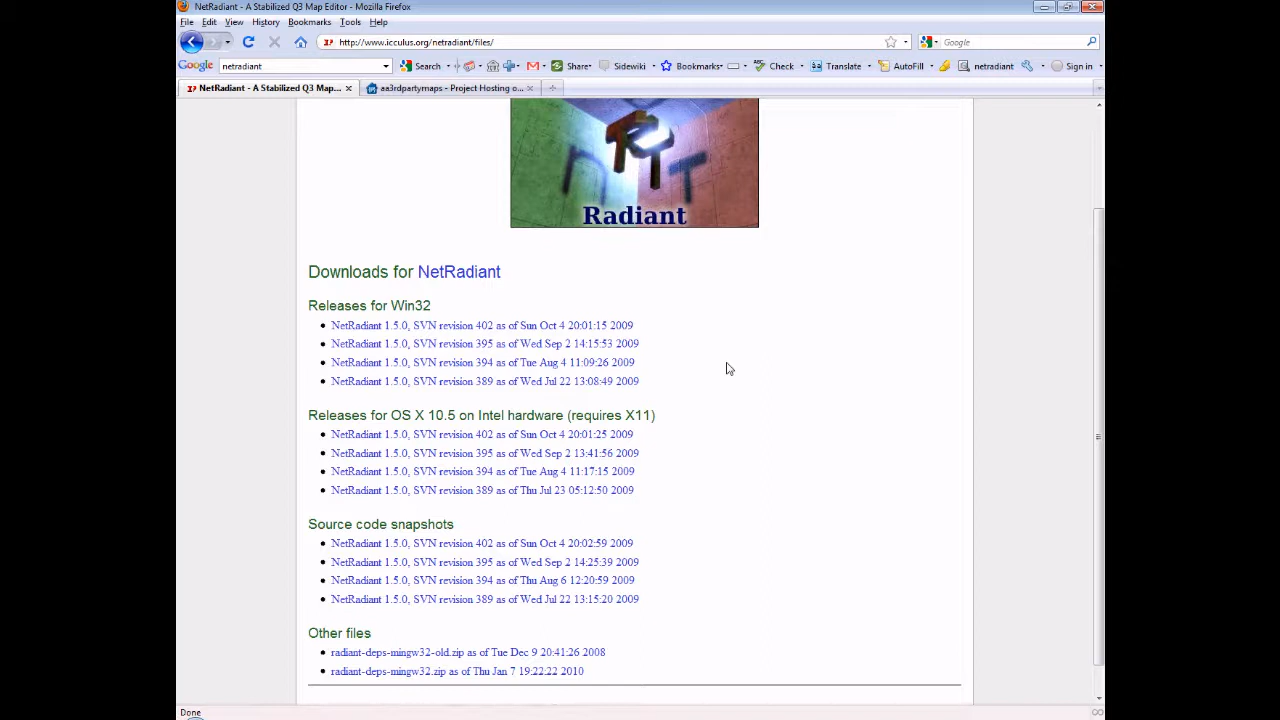 NetRadiant - A Stabilized Q3 Map Editor - Mozilla Firefox
File Edit View History Bookmarks Tools Help
http://www.icculus.org/netradiant/files/
Google
Google netradiant Search Share Sidewiki Bookmarks Check Translate AutoFill netradiant Sign in
NetRadiant - A Stabilized Q3 Map... aa3rdpartymaps - Project Hosting o...
Radiant
Downloads for NetRadiant
Releases for Win32
NetRadiant 1.5.0, SVN revision 402 as of Sun Oct 4 20:01:15 2009
NetRadiant 1.5.0, SVN revision 395 as of Wed Sep 2 14:15:53 2009
NetRadiant 1.5.0, SVN revision 394 as of Tue Aug 4 11:09:26 2009
NetRadiant 1.5.0, SVN revision 389 as of Wed Jul 22 13:08:49 2009
Releases for OS X 10.5 on Intel hardware (requires X11)
NetRadiant 1.5.0, SVN revision 402 as of Sun Oct 4 20:01:25 2009
NetRadiant 1.5.0, SVN revision 395 as of Wed Sep 2 13:41:56 2009
NetRadiant 1.5.0, SVN revision 394 as of Tue Aug 4 11:17:15 2009
NetRadiant 1.5.0, SVN revision 389 as of Thu Jul 23 05:12:50 2009
Source code snapshots
NetRadiant 1.5.0, SVN revision 402 as of Sun Oct 4 20:02:59 2009
NetRadiant 1.5.0, SVN revision 395 as of Wed Sep 2 14:25:39 2009
NetRadiant 1.5.0, SVN revision 394 as of Thu Aug 6 12:20:59 2009
NetRadiant 1.5.0, SVN revision 389 as of Wed Jul 22 13:15:20 2009
Other files
radiant-deps-mingw32-old.zip as of Tue Dec 9 20:41:26 2008
radiant-deps-mingw32.zip as of Thu Jan 7 19:22:22 2010
Done